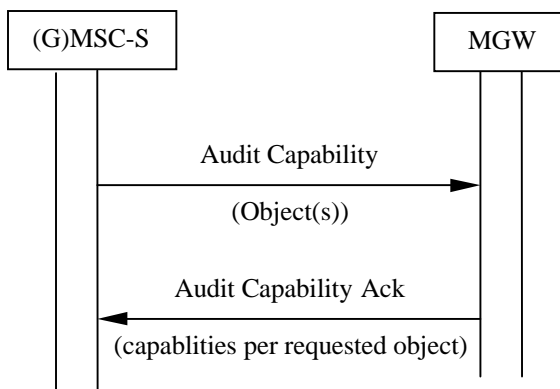 (G)MSC-S
MGW
Audit Capability
(Object(s))
Audit Capability Ack
(capablities per requested object)